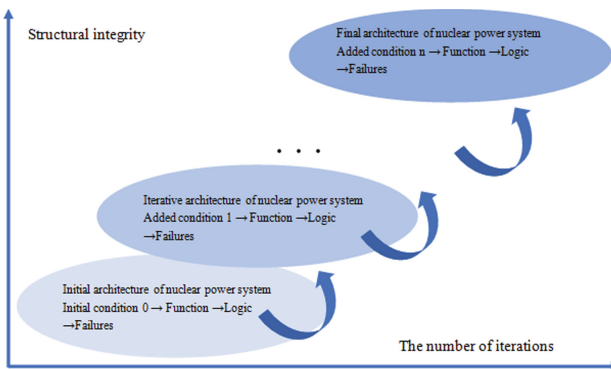 Structural integrity
Final architecture of nuclear power system
Added condition n → Function →Logic
→Failures
. . .
Iterative architecture of nuclear power system
Added condition 1 → Function →Logic
→Failures
Initial architecture of nuclear power system
Initial condition 0 → Function →Logic
→Failures
The number of iterations